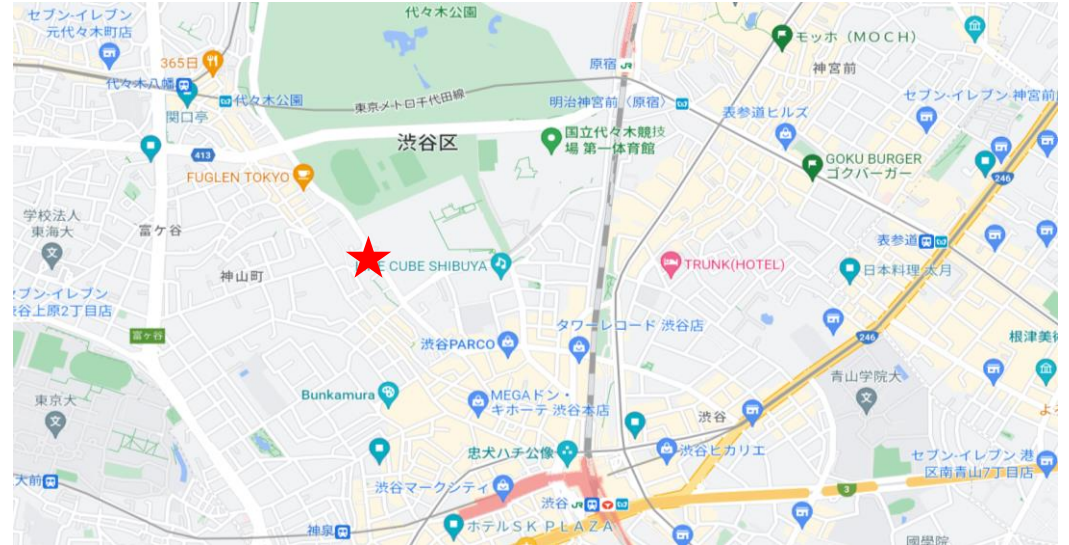 セブン-イレブン
元代々木町店
代々木公園
モッホ（MOCH）
365日
原宿
JR
神宮前
代々木八幡
代々木公園
東京メトロ千代田線
明治神宮前〈原宿〉
セブン-イレブン 神宮前
関口亭
表参道ヒルズ
渋谷区
国立代々木競技
場 第一体育館
413
GOKU BURGER
ゴクバーガー
FUGLEN TOKYO
246
学校法人
東海大
富ケ谷
表参道
神山町
CUBE SHIBUYA
TRUNK(HOTEL)
日本料理 太月
ブン-イレブン
谷上原2丁目店
タワーレコード 渋谷店
富ヶ谷
渋谷PARCO
246
根津美
青山学院大
Bunkamura
MEGAドン・
キホーテ 渋谷本店
東京大
渋谷
よ
忠犬ハチ公像
渋谷ヒカリエ
セブン-イレブン 港
区南青山7丁目店
大前
渋谷マークシティ
3
渋谷
JR
神泉
ホテルSK PLAZA
國學院